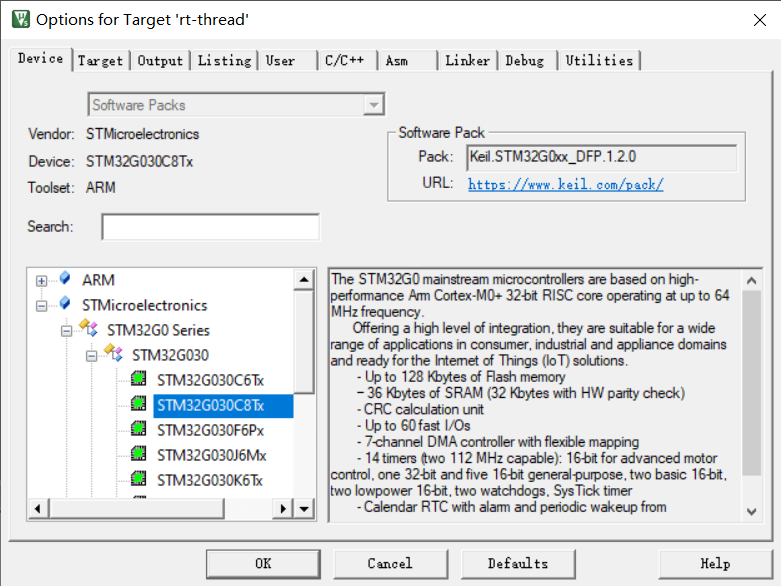 Options for Target 'rt-thread'
Device Target Output Listing User C/C++ Asm Linker Debug Utilities
Software Packs
Vendor: STMicroelectronics
Device: STM32G030C8Tx
Toolset: ARM
Search:
Software Pack
Pack: Keil.STM32G0xx_DFP.1.2.0
URL: https://www.keil.com/pack/
ARM
STMicroelectronics
STM32G0 Series
STM32G030
STM32G030C6Tx
STM32G030C8Tx
STM32G030F6Px
STM32G030J6Mx
STM32G030K6Tx
The STM32G0 mainstream microcontrollers are based on high-
performance Arm Cortex-M0+ 32-bit RISC core operating at up to 64
MHz frequency.
Offering a high level of integration, they are suitable for a wide
range of applications in consumer, industrial and appliance domains
and ready for the Internet of Things (IoT) solutions.
- Up to 128 Kbytes of Flash memory
- 36 Kbytes of SRAM (32 Kbytes with HW parity check)
- CRC calculation unit
- Up to 60 fast I/Os
- 7-channel DMA controller with flexible mapping
- 14 timers (two 112 MHz capable): 16-bit for advanced motor
control, one 32-bit and five 16-bit general-purpose, two basic 16-bit,
two lowpower 16-bit, two watchdogs, SysTick timer
- Calendar RTC with alarm and periodic wakeup from
OK Cancel Defaults Help